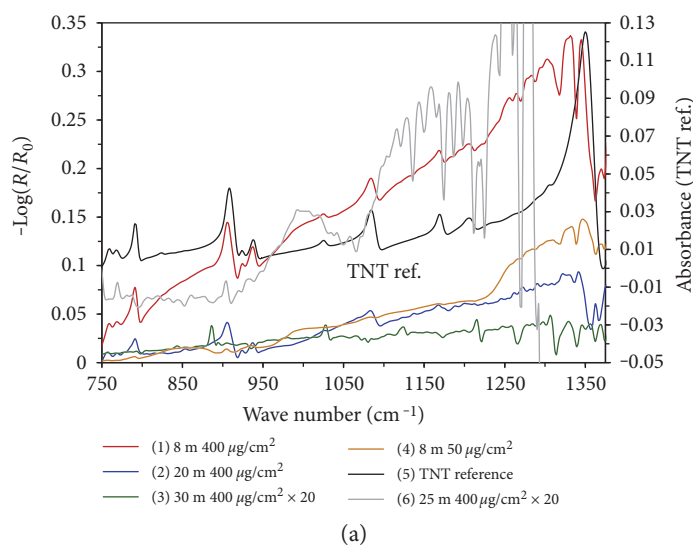 0.35
0.3
0.25
0.2
0.15
0.1
0.05
0
-Log(R/R0)
0.13
0.11
0.09
0.07
0.05
0.03
0.01
−0.01
−0.03
−0.05
Absorbance (TNT ref.)
TNT ref.
750 850 950 1050 1150 1250 1350
Wave number (cm−1)
(1) 8 m 400 μg/cm2
(2) 20 m 400 μg/cm2
(3) 30 m 400 μg/cm2 × 20
(4) 8 m 50 μg/cm2
(5) TNT reference
(6) 25 m 400 μg/cm2 × 20
(a)